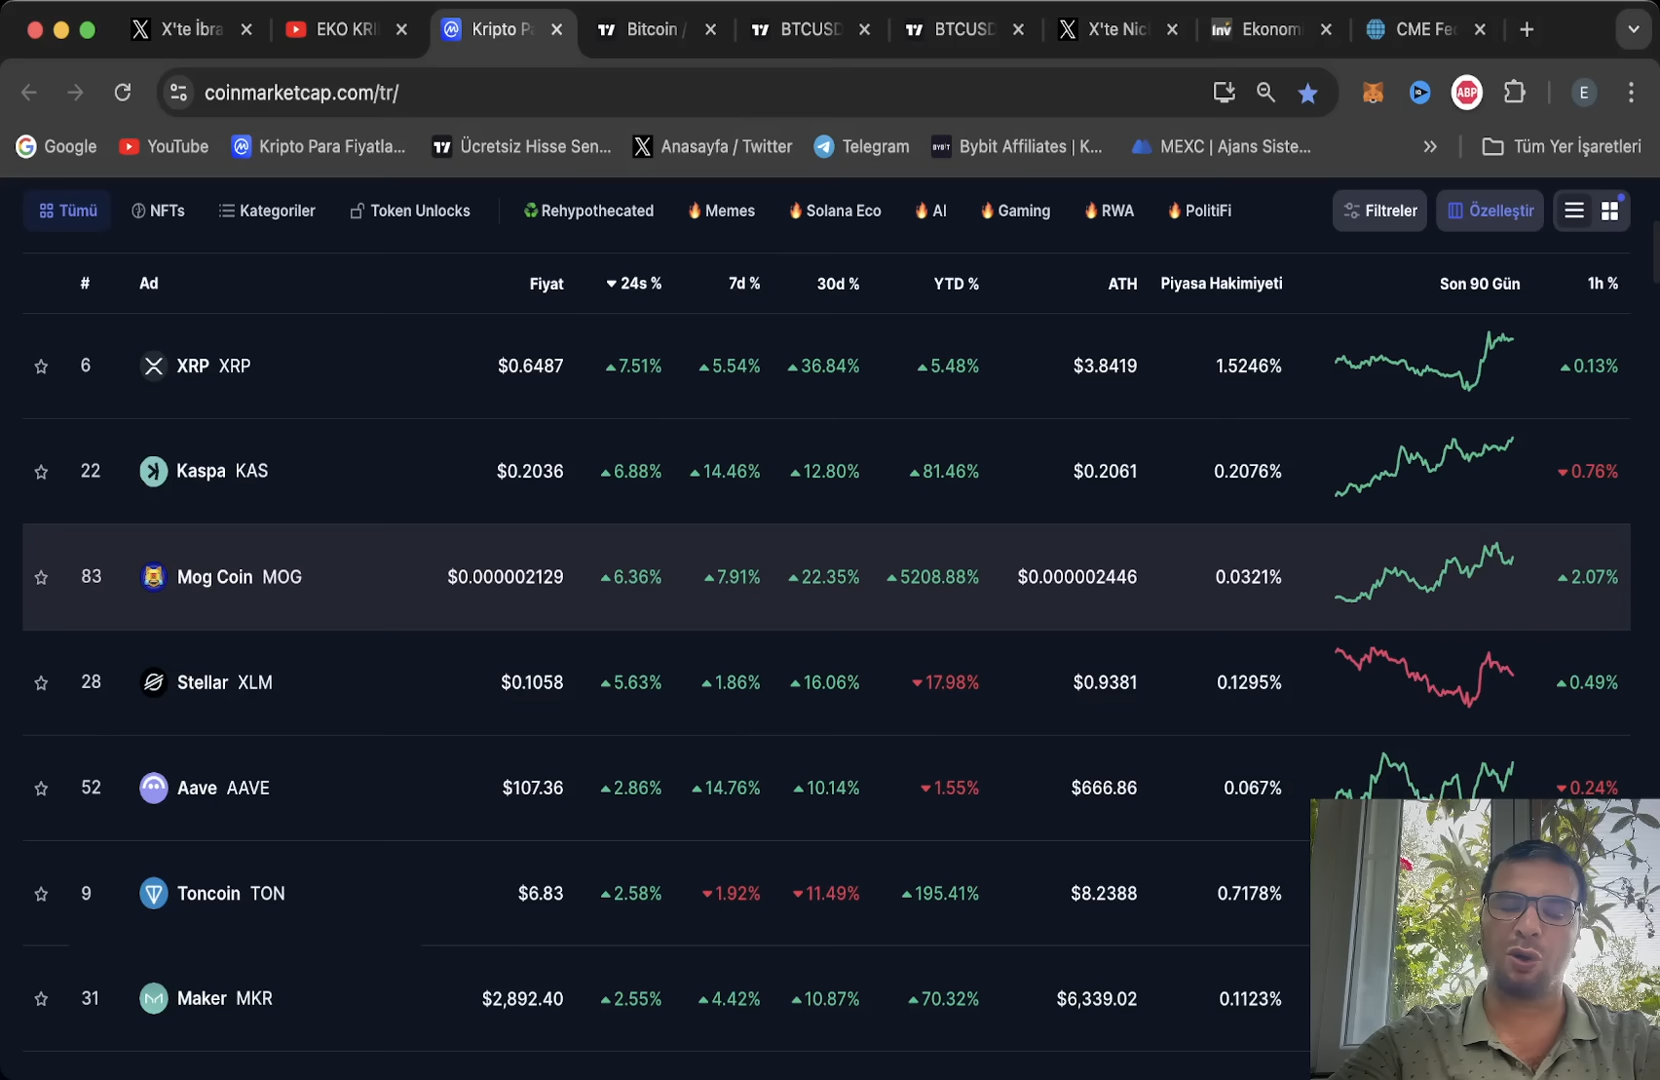 X'te İbra
EKO KRİ
Kripto P
Bitcoin /
BTCUSD
BTCUSD
X'te Nic
Inv
Ekonomi
CME Fed
coinmarketcap.com/tr/
ABP
E
Google
YouTube
Kripto Para Fiyatla...
Ücretsiz Hisse Sen...
Anasayfa / Twitter
Telegram
BYBIT
Bybit Affiliates | K...
MEXC | Ajans Siste...
Tüm Yer İşaretleri
Tümü NFTs Kategoriler Token Unlocks Rehypothecated Memes Solana Eco AI Gaming RWA PolitiFi Filtreler Özelleştir
# Ad Fiyat 24s % 7d % 30d % YTD % ATH Piyasa Hakimiyeti Son 90 Gün 1h %
6 XRP XRP $0.6487 7.51% 5.54% 36.84% 5.48% $3.8419 1.5246% 0.13%
22 Kaspa KAS $0.2036 6.88% 14.46% 12.80% 81.46% $0.2061 0.2076% 0.76%
83 Mog Coin MOG $0.000002129 6.36% 7.91% 22.35% 5208.88% $0.000002446 0.0321% 2.07%
28 Stellar XLM $0.1058 5.63% 1.86% 16.06% 17.98% $0.9381 0.1295% 0.49%
52 Aave AAVE $107.36 2.86% 14.76% 10.14% 1.55% $666.86 0.067% 0.24%
9 Toncoin TON $6.83 2.58% 1.92% 11.49% 195.41% $8.2388 0.7178%
31 Maker MKR $2,892.40 2.55% 4.42% 10.87% 70.32% $6,339.02 0.1123%